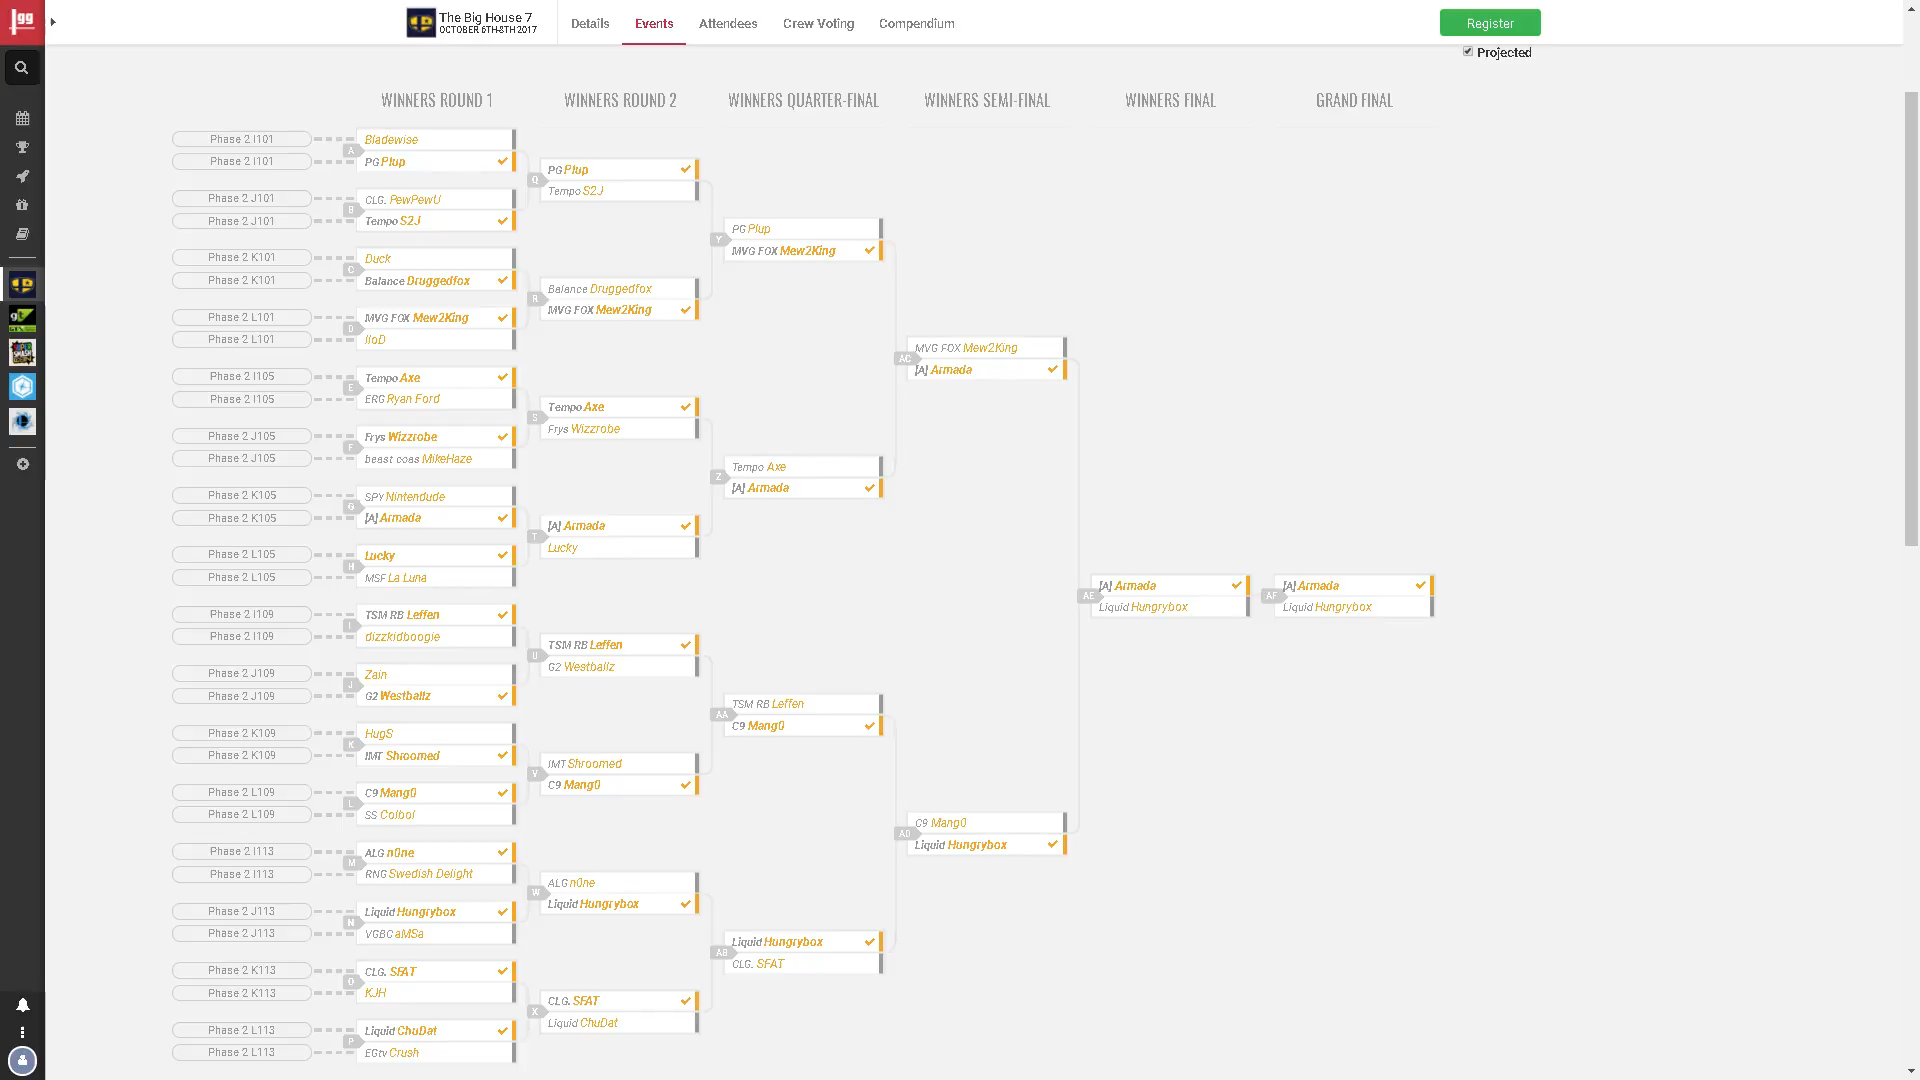 The Big House 7
OCTOBER 6TH-8TH 2017
Details
Events
Attendees
Crew Voting
Compendium
Register
Projected
WINNERS ROUND 1
WINNERS ROUND 2
WINNERS QUARTER-FINAL
WINNERS SEMI-FINAL
WINNERS FINAL
GRAND FINAL
Phase 2 I101
Phase 2 I101
A
Bladewise
PG Plup
Phase 2 J101
Phase 2 J101
B
CLG. PewPewU
Tempo S2J
Phase 2 K101
Phase 2 K101
C
Duck
Balance Druggedfox
Phase 2 L101
Phase 2 L101
D
MVG FOX Mew2King
lloD
Phase 2 I105
Phase 2 I105
E
Tempo Axe
ERG Ryan Ford
Phase 2 J105
Phase 2 J105
F
Frys Wizzrobe
beast coas MikeHaze
Phase 2 K105
Phase 2 K105
G
SPY Nintendude
[A] Armada
Phase 2 L105
Phase 2 L105
H
Lucky
MSF La Luna
Phase 2 I109
Phase 2 I109
I
TSM RB Leffen
dizzkidboogie
Phase 2 J109
Phase 2 J109
J
Zain
G2 Westballz
Phase 2 K109
Phase 2 K109
K
HugS
IMT Shroomed
Phase 2 L109
Phase 2 L109
L
C9 Mang0
SS Colbol
Phase 2 I113
Phase 2 I113
M
ALG n0ne
RNG Swedish Delight
Phase 2 J113
Phase 2 J113
N
Liquid Hungrybox
VGBC aMSa
Phase 2 K113
Phase 2 K113
O
CLG. SFAT
KJH
Phase 2 L113
Phase 2 L113
P
Liquid ChuDat
EGtv Crush
Q
PG Plup
Tempo S2J
R
Balance Druggedfox
MVG FOX Mew2King
S
Tempo Axe
Frys Wizzrobe
T
[A] Armada
Lucky
U
TSM RB Leffen
G2 Westballz
V
IMT Shroomed
C9 Mang0
W
ALG n0ne
Liquid Hungrybox
X
CLG. SFAT
Liquid ChuDat
Y
PG Plup
MVG FOX Mew2King
Z
Tempo Axe
[A] Armada
AA
TSM RB Leffen
C9 Mang0
AB
Liquid Hungrybox
CLG. SFAT
AC
MVG FOX Mew2King
[A] Armada
AD
C9 Mang0
Liquid Hungrybox
AE
[A] Armada
Liquid Hungrybox
AF
[A] Armada
Liquid Hungrybox